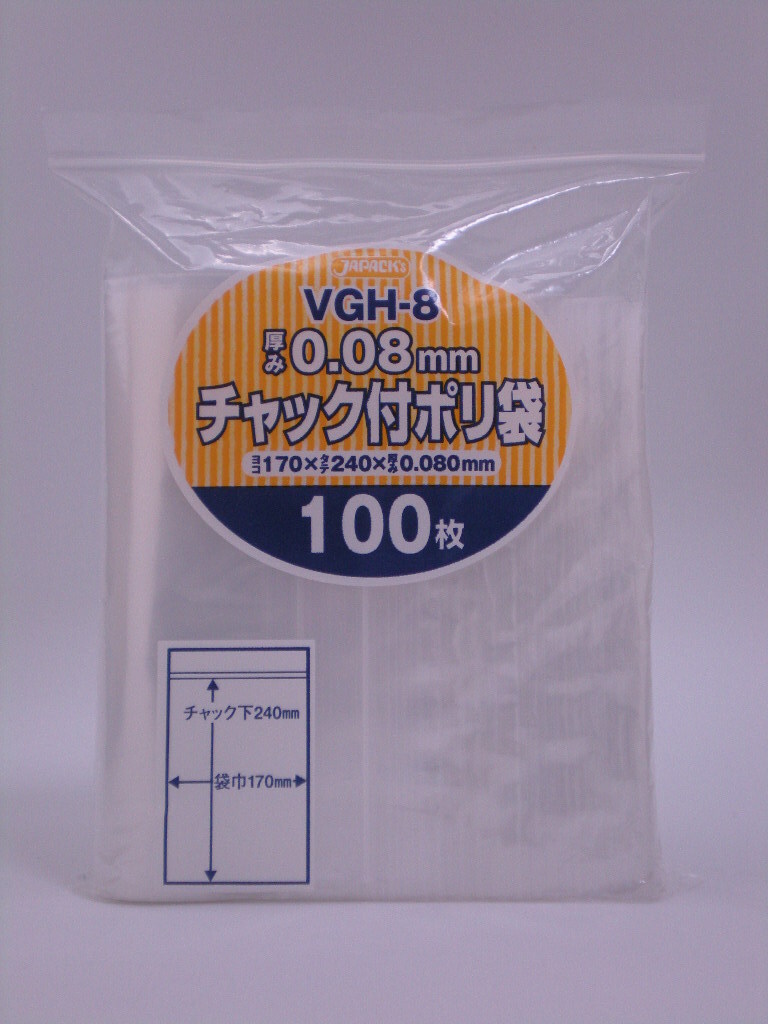 JAPACK's
VGH-8
厚み0.08mm
チャック付ポリ袋
ヨコ170×タテ240×厚み0.080mm
100枚
チャック下240mm
袋巾170mm